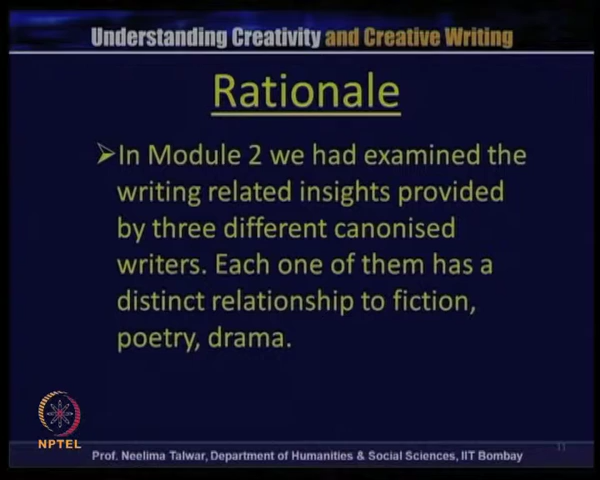 Understanding Creativity and Creative Writing
Rationale
➢In Module 2 we had examined the
writing related insights provided
by three different canonised
writers. Each one of them has a
distinct relationship to fiction,
poetry, drama.
NPTEL
11
Prof. Neelima Talwar, Department of Humanities & Social Sciences, IIT Bombay